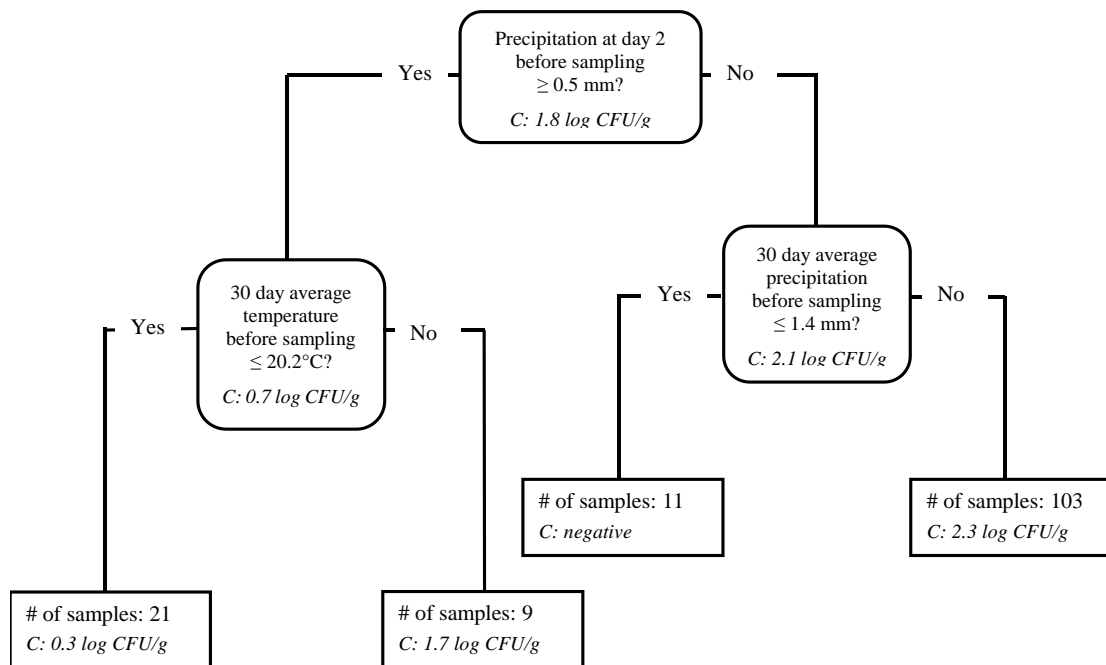 Precipitation at day 2
before sampling
≥ 0.5 mm?
C: 1.8 log CFU/g
Yes
No
30 day average
temperature
before sampling
≤ 20.2°C?
C: 0.7 log CFU/g
Yes
No
30 day average
precipitation
before sampling
≤ 1.4 mm?
C: 2.1 log CFU/g
Yes
No
# of samples: 11
C: negative
# of samples: 103
C: 2.3 log CFU/g
# of samples: 21
C: 0.3 log CFU/g
# of samples: 9
C: 1.7 log CFU/g